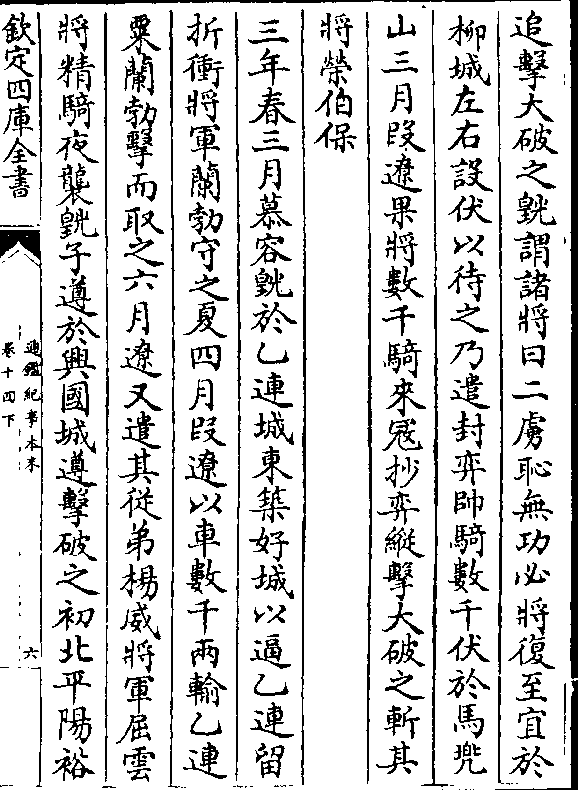 追擊大破之皝謂諸將曰二虜恥無功必將復至宜於
柳城左右設伏以待之乃遣封弈帥騎數千伏於馬兠
山三月段遼果將數千騎來寇抄弈縱擊大破之斬其
將榮伯保
三年春三月慕容皝於乙連城東築好城以逼乙連留
折衝將軍蘭勃守之夏四月段遼以車數千兩輸乙連
粟蘭勃擊而取之六月遼又遣其從弟楊威將軍屈雲
將精騎夜襲皝子遵於興國城遵擊破之初北平陽裕
欽定四庫全書
通鑑紀事本末
卷十四下
六